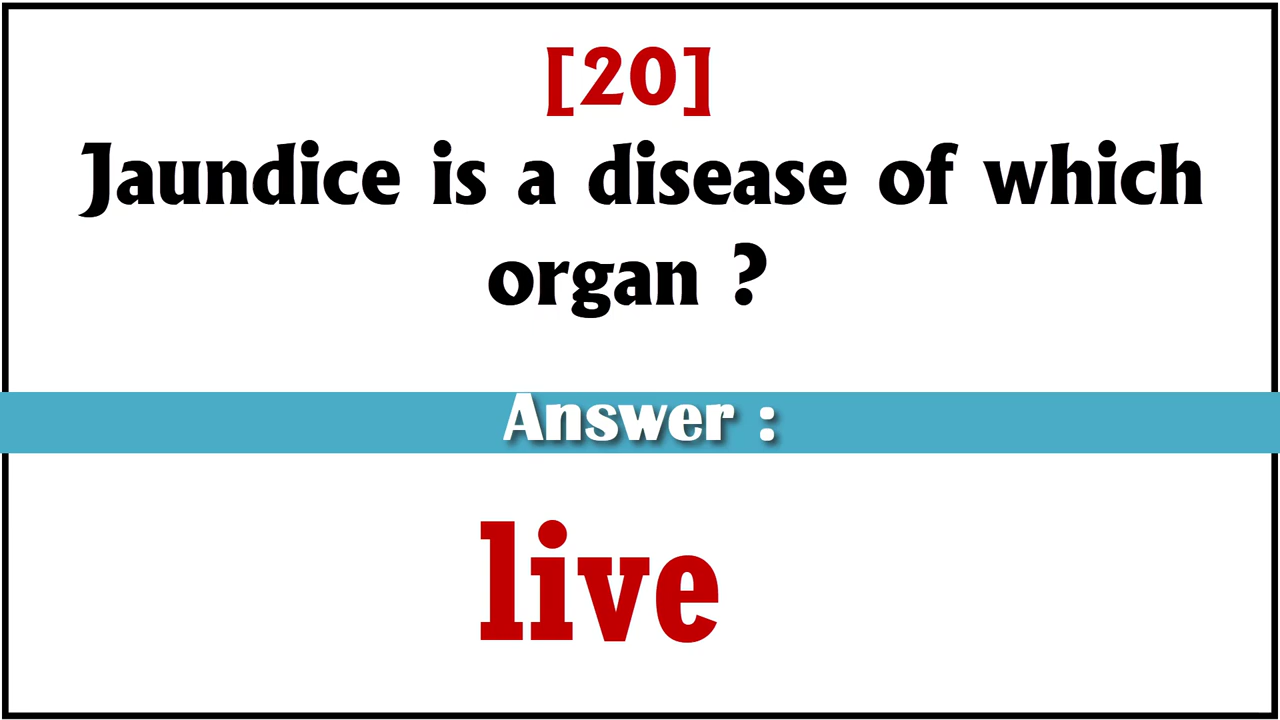 [20]
Jaundice is a disease of which
organ ?
Answer :
live